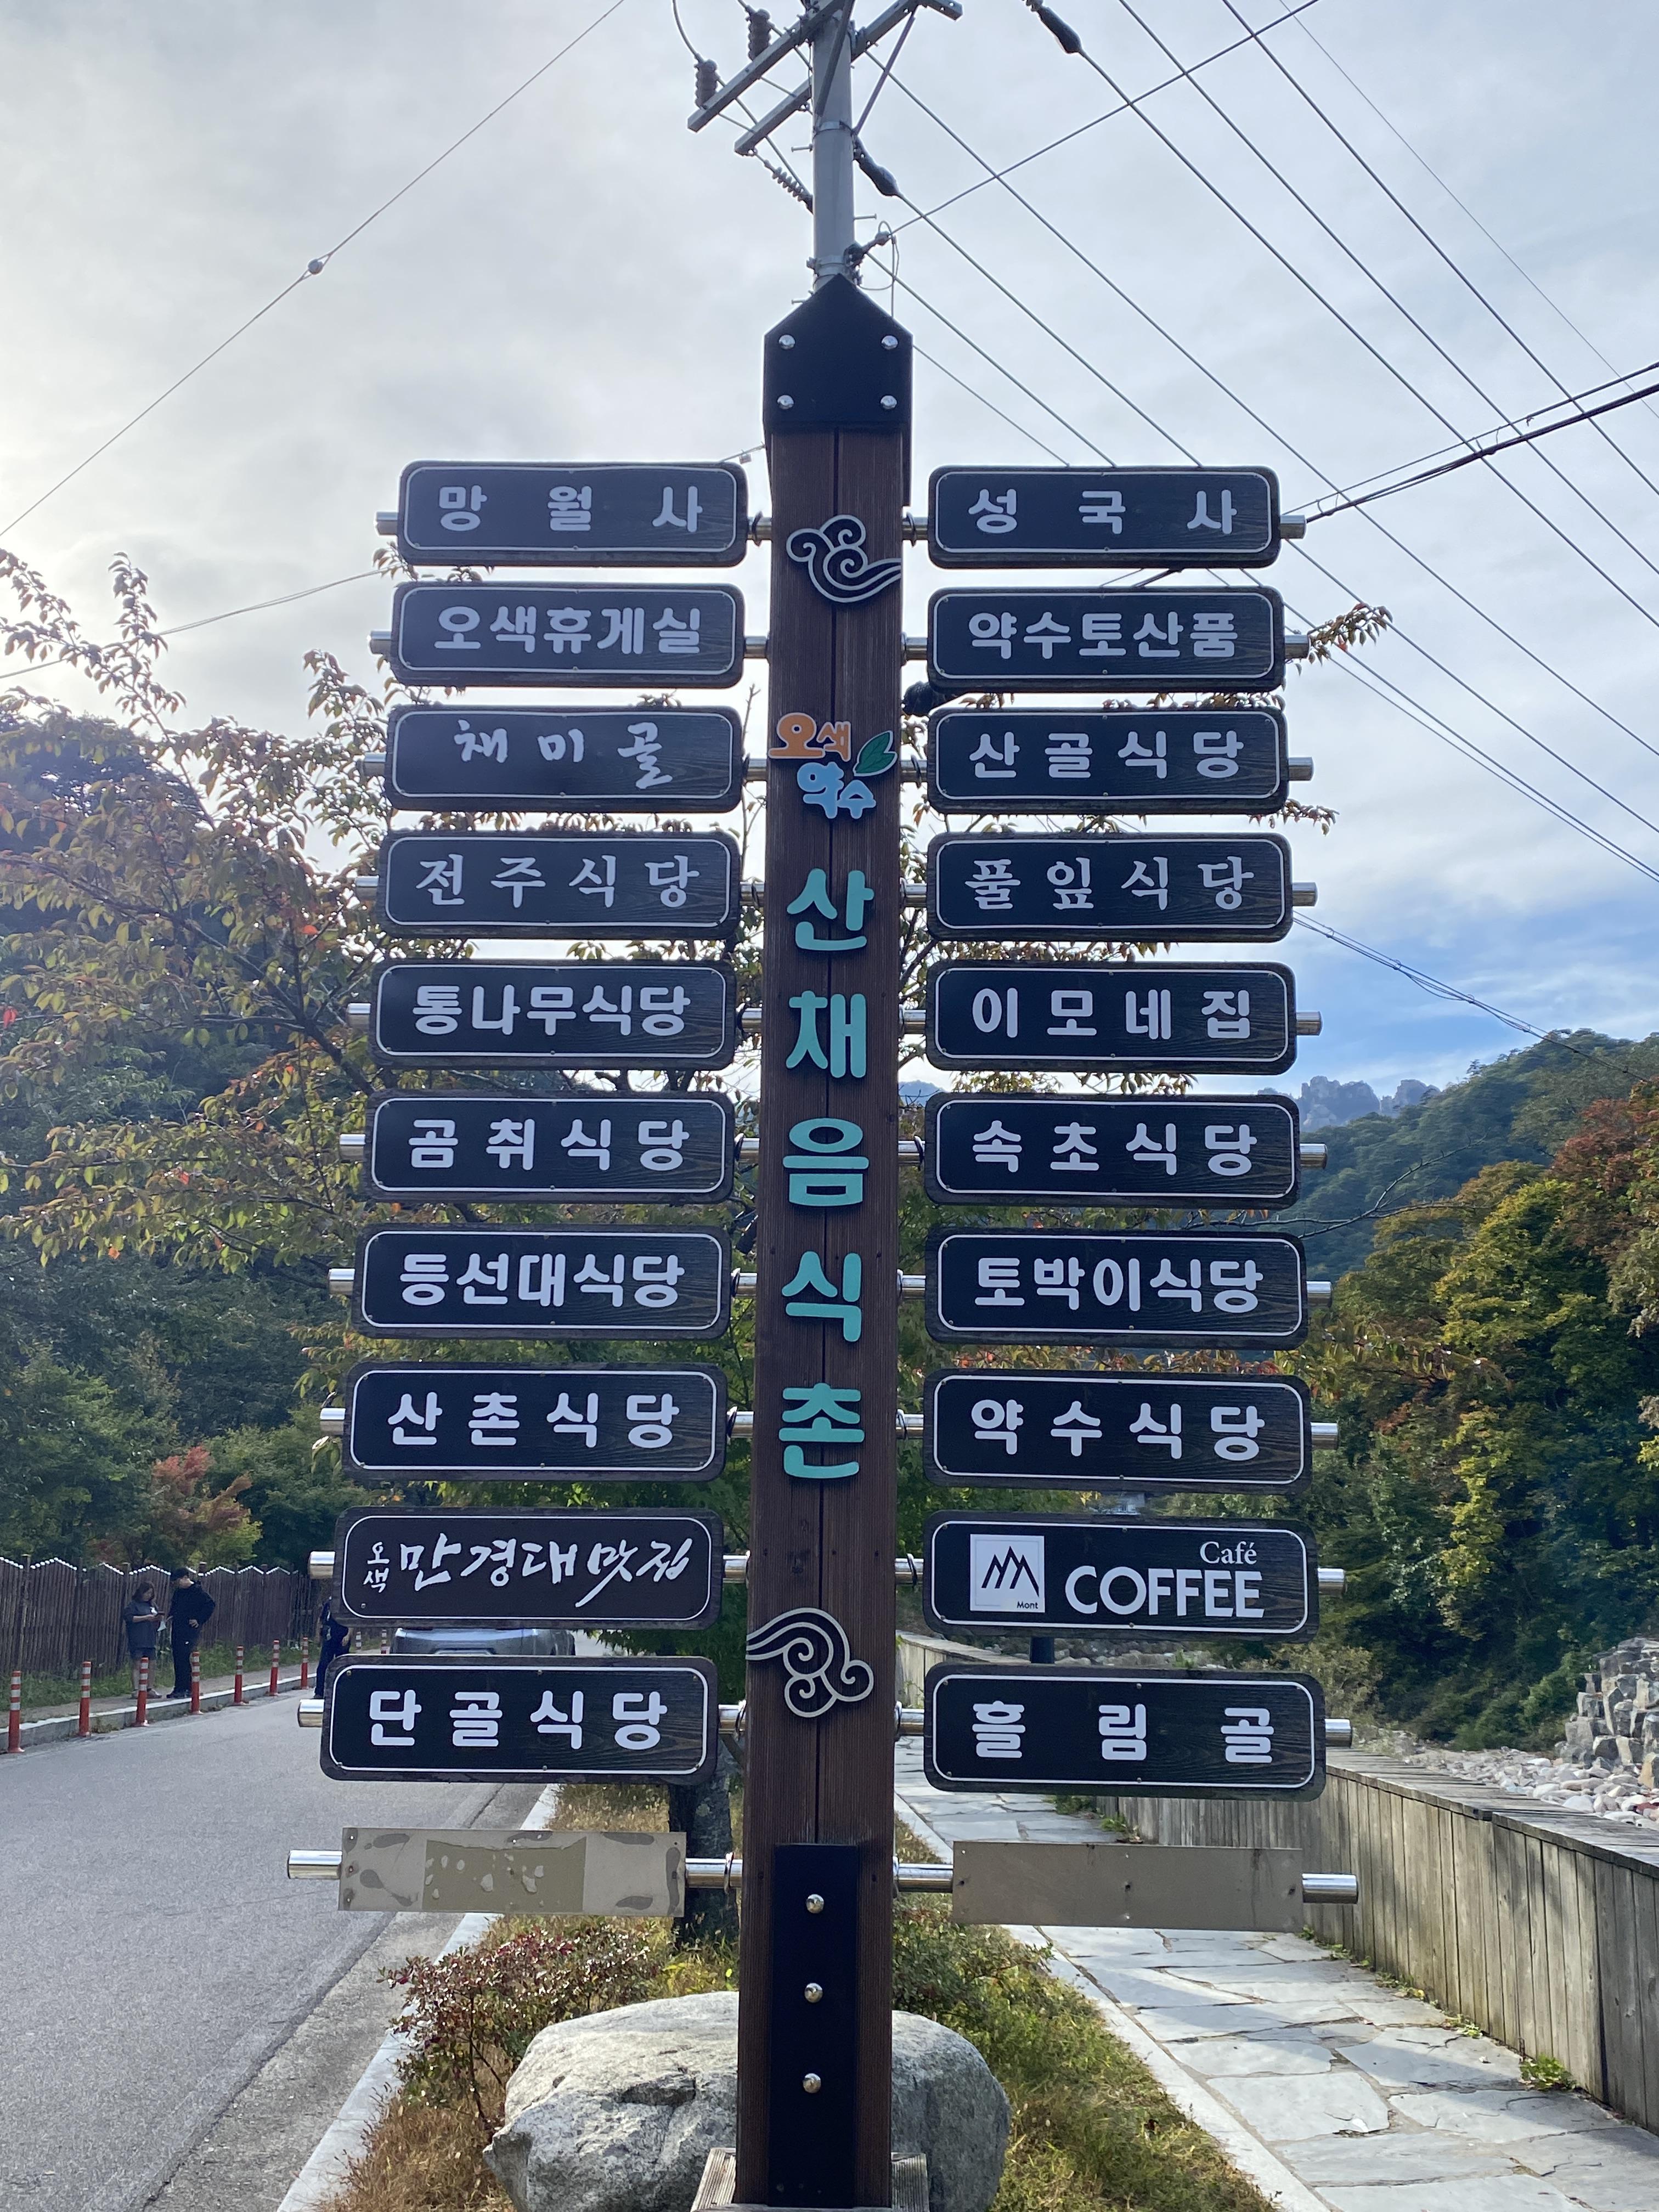 망월사
오색휴게실
채미골
전주식당
통나무식당
곰취식당
등선대식당
산촌식당
오색 만경대맛집
단골식당
오색
약수
산채음식촌
성국사
약수토산품
산골식당
풀잎식당
이모네집
속초식당
토박이식당
약수식당
Mont Café
COFFEE
흘림골